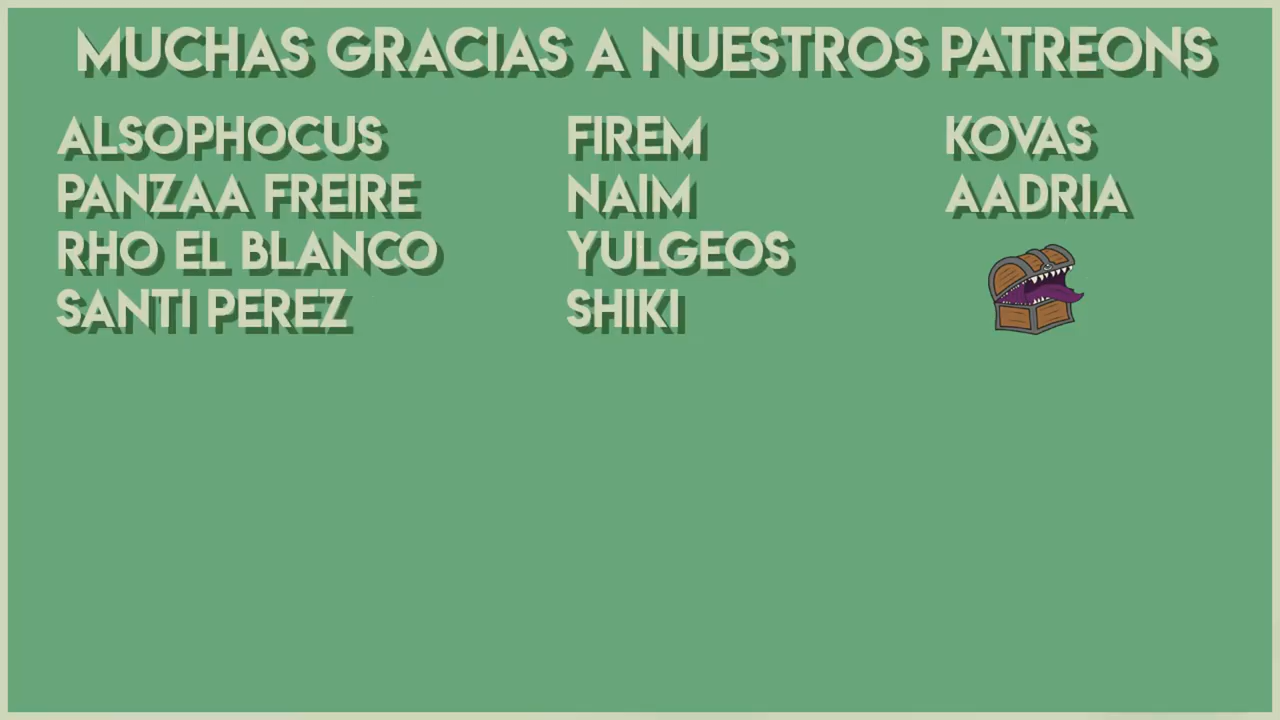 MUCHAS GRACIAS A NUESTROS PATREONS
ALSOPHOCUS
PANZAA FREIRE
RHO EL BLANCO
SANTI PEREZ
FIREM
NAIM
YULGEOS
SHIKI
KOVAS
AADRIA